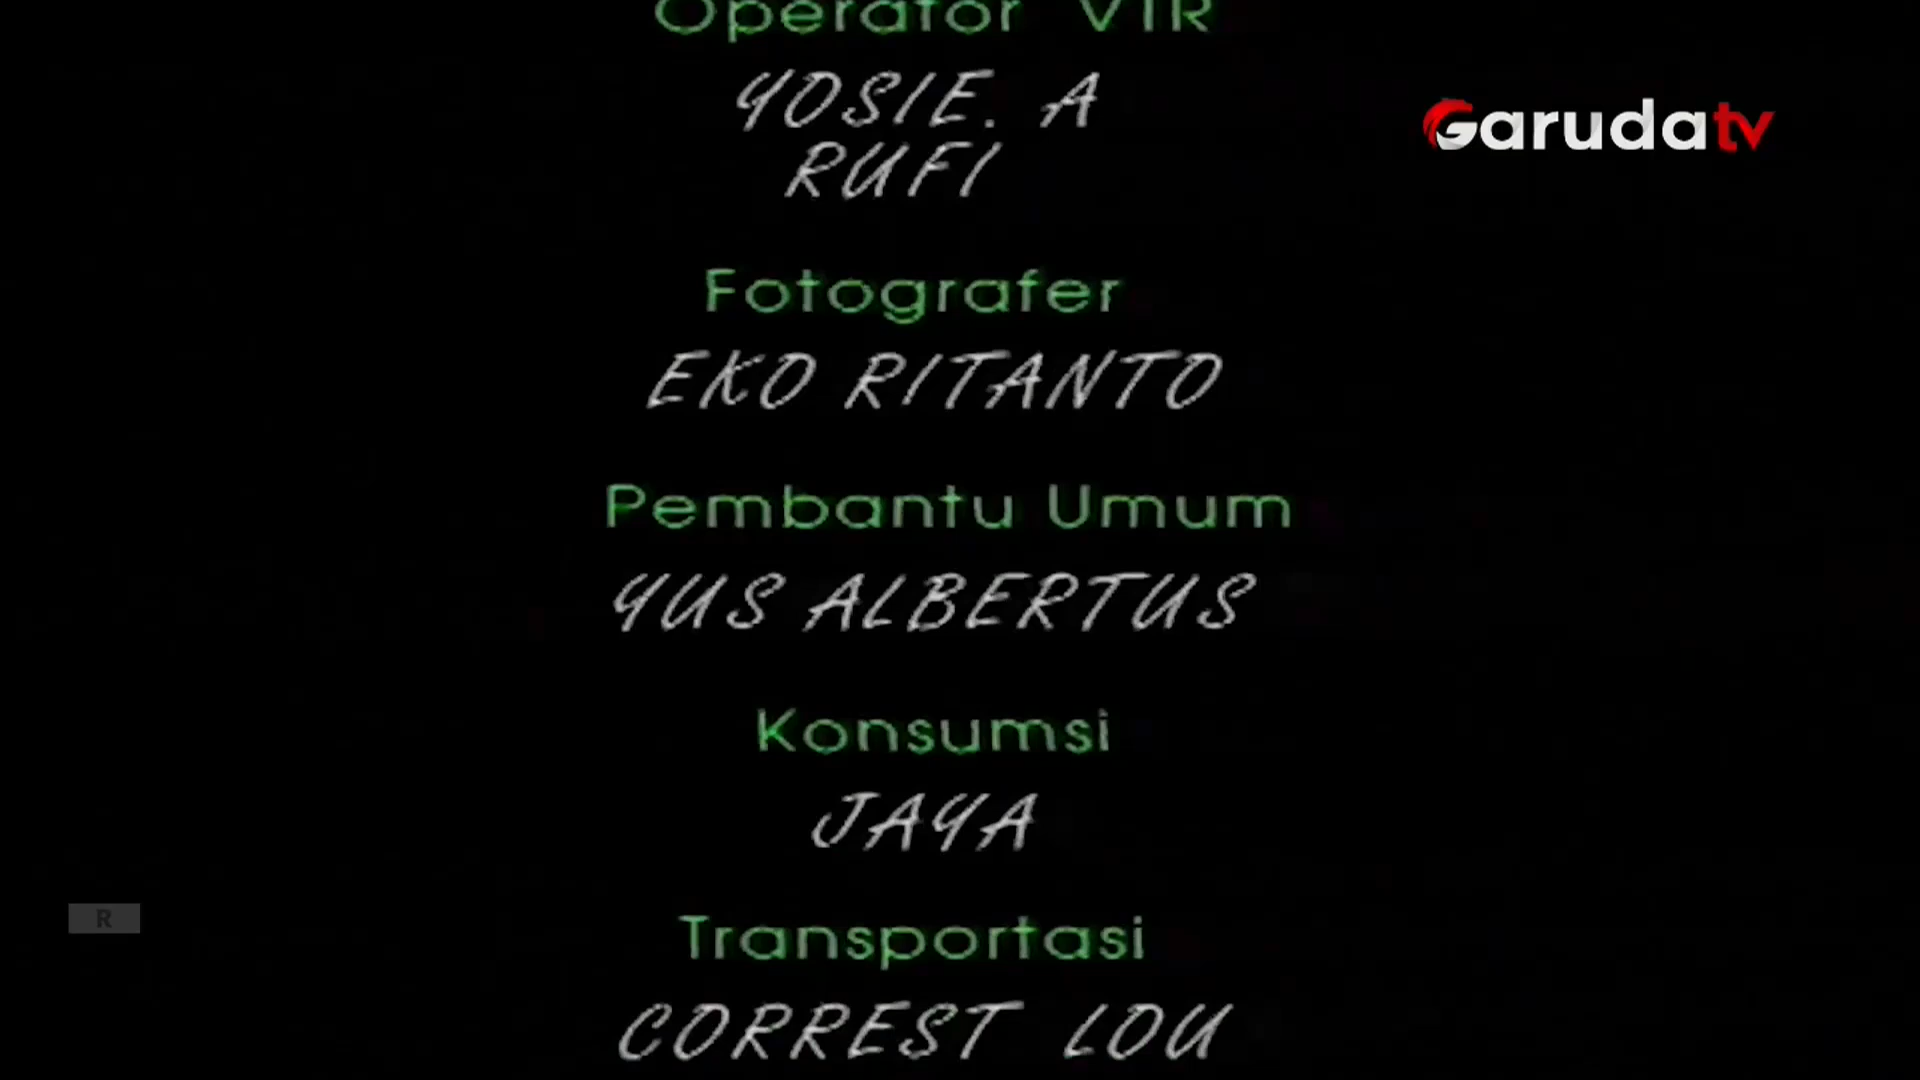 Operator VTR
YOSIE. A
RUFI
Garudatv
Fotografer
EKO RITANTO
Pembantu Umum
YUS ALBERTUS
Konsumsi
JAYA
R
Transportasi
CORREST LOU